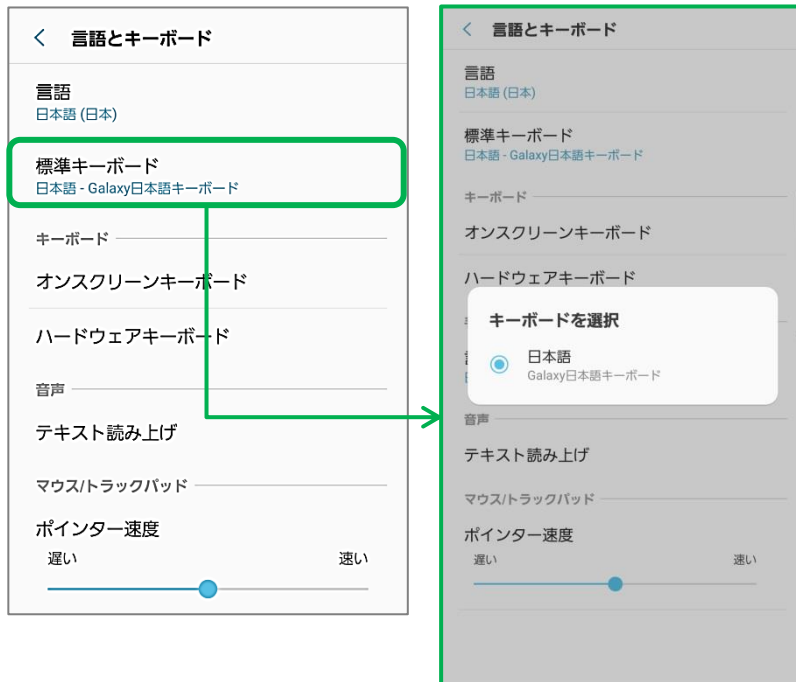 言語とキーボード
言語
日本語 (日本)
標準キーボード
日本語 - Galaxy日本語キーボード
キーボード
オンスクリーンキーボード
ハードウェアキーボード
音声
テキスト読み上げ
マウス/トラックパッド
ポインター速度
遅い 速い
言語とキーボード
言語
日本語 (日本)
標準キーボード
日本語 - Galaxy日本語キーボード
キーボード
オンスクリーンキーボード
ハードウェアキーボード
キーボードを選択
日本語
Galaxy日本語キーボード
音声
テキスト読み上げ
マウス/トラックパッド
ポインター速度
遅い 速い